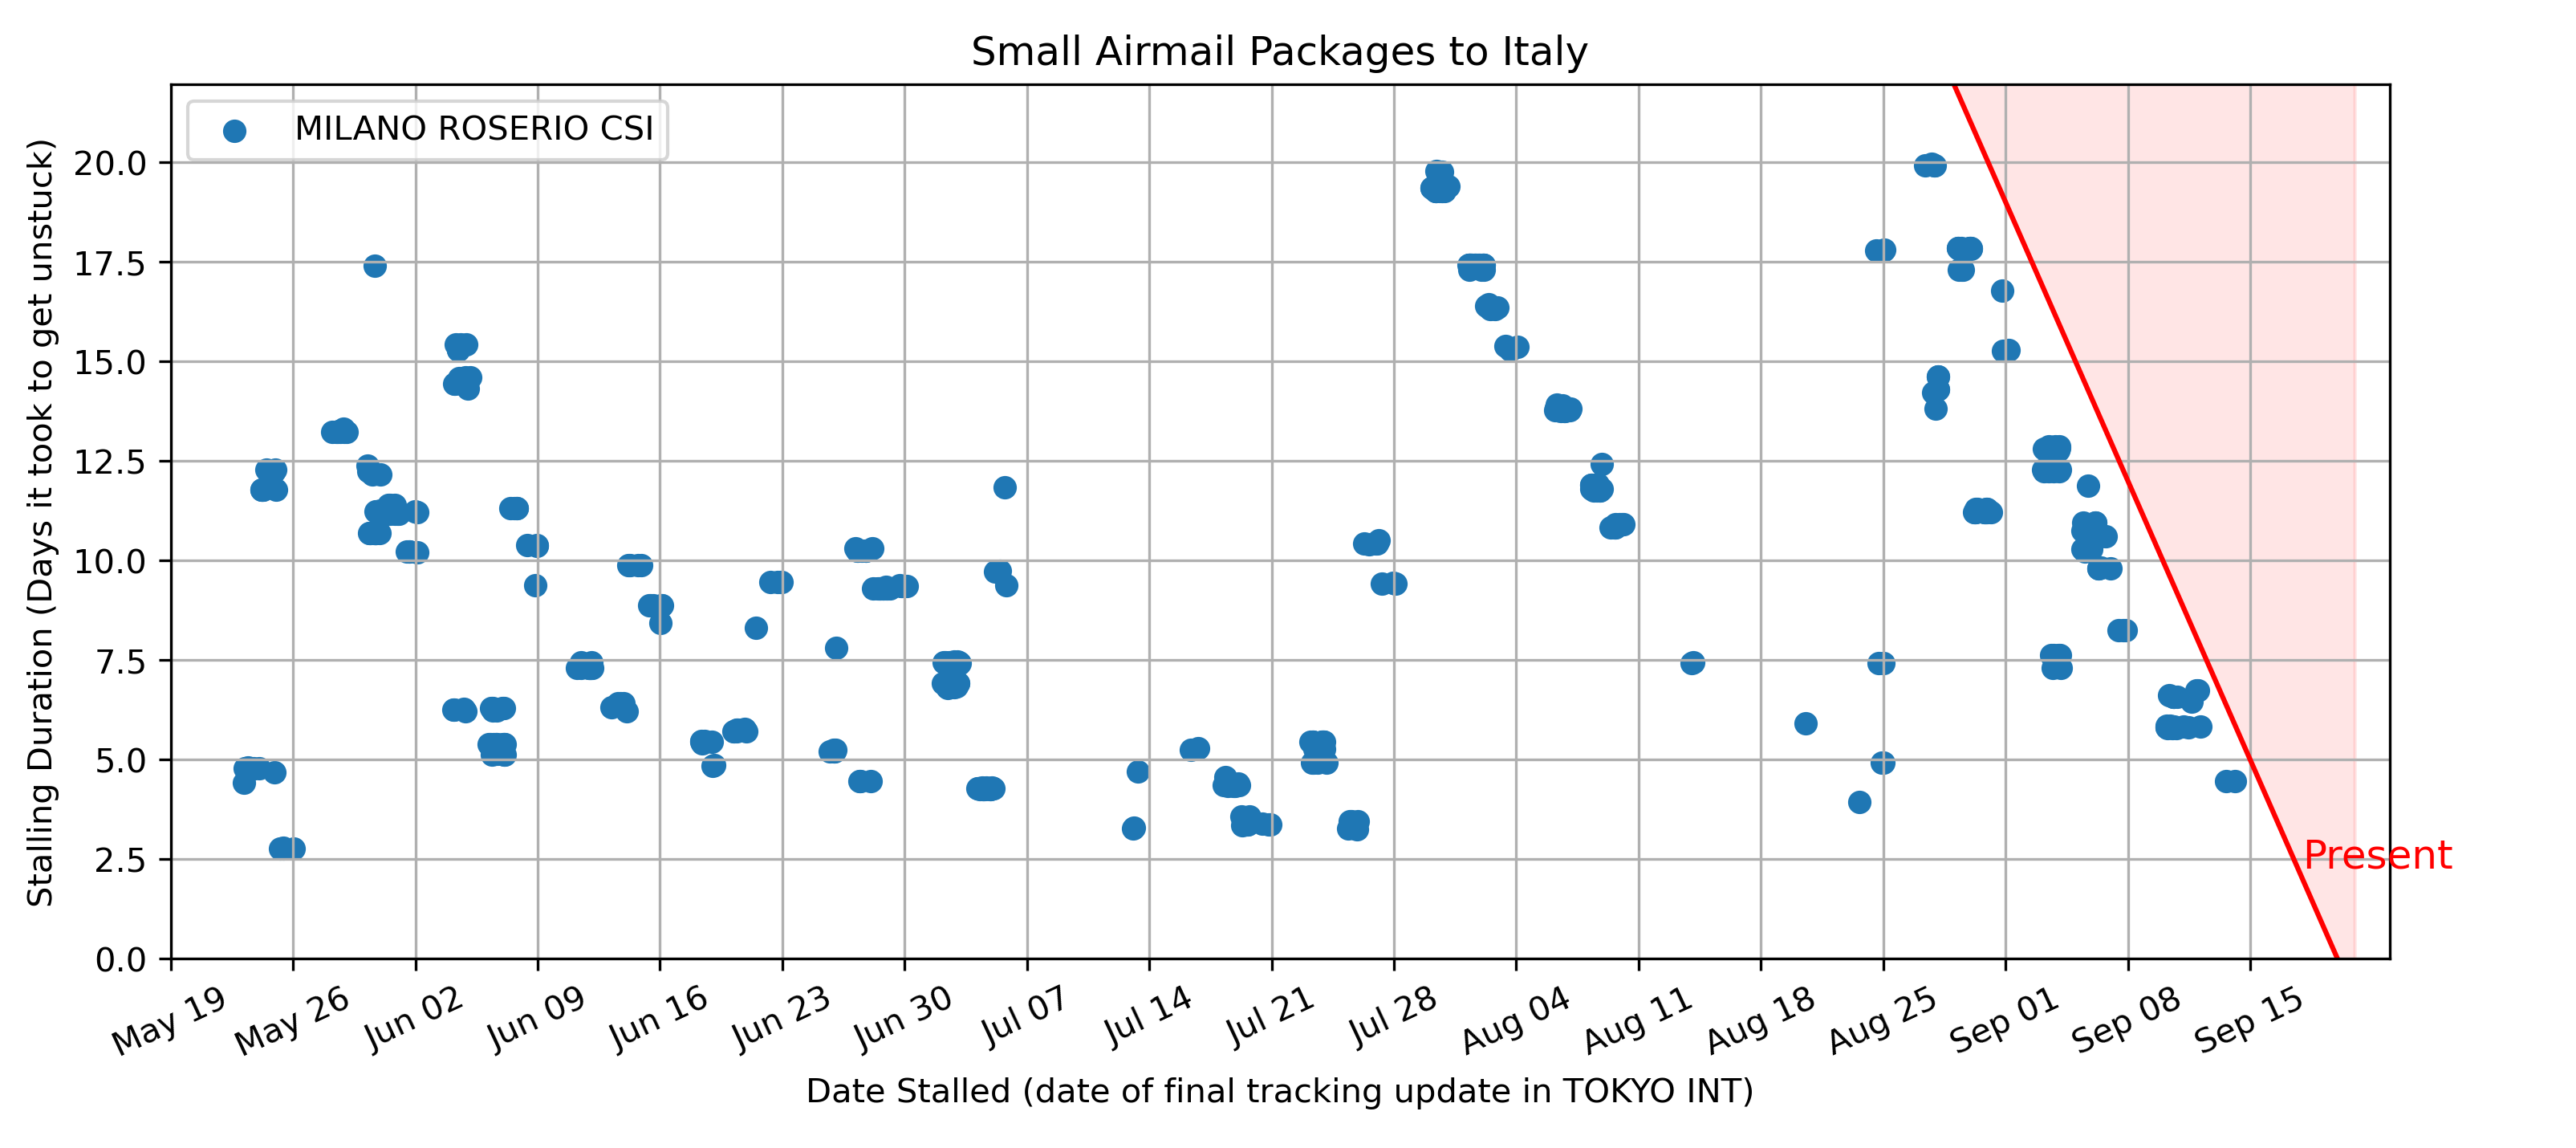 Small Airmail Packages to Italy
MILANO ROSERIO CSI
Stalling Duration (Days it took to get unstuck)
20.0
17.5
15.0
12.5
10.0
7.5
5.0
2.5
0.0
Present
May 19
May 26
Jun 02
Jun 09
Jun 16
Jun 23
Jun 30
Jul 07
Jul 14
Jul 21
Jul 28
Aug 04
Aug 11
Aug 18
Aug 25
Sep 01
Sep 08
Sep 15
Date Stalled (date of final tracking update in TOKYO INT)